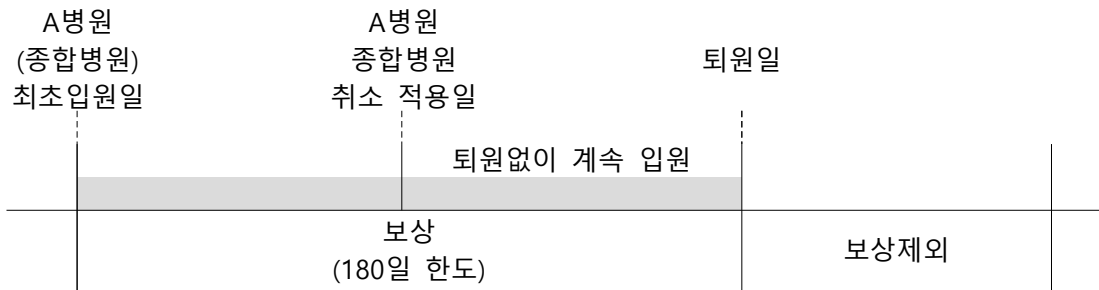 A병원
(종합병원)
최초입원일
A병원
종합병원
취소 적용일
퇴원일
퇴원없이 계속 입원
보상
(180일 한도)
보상제외